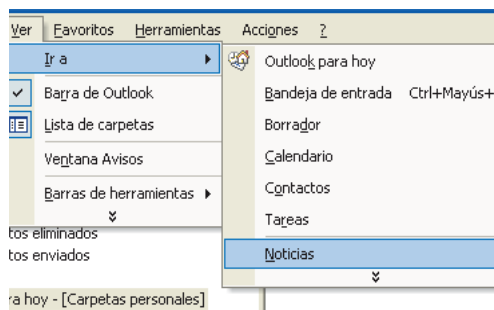 Ver Favoritos Herramientas Acciones ?
Ir a
Barra de Outlook
Lista de carpetas
Ventana Avisos
Barras de herramientas
Outlook para hoy
Bandeja de entrada Ctrl+Mayús+
Borrador
Calendario
Contactos
Tareas
Noticias
tos eliminados
tos enviados
ra hoy - [Carpetas personales]